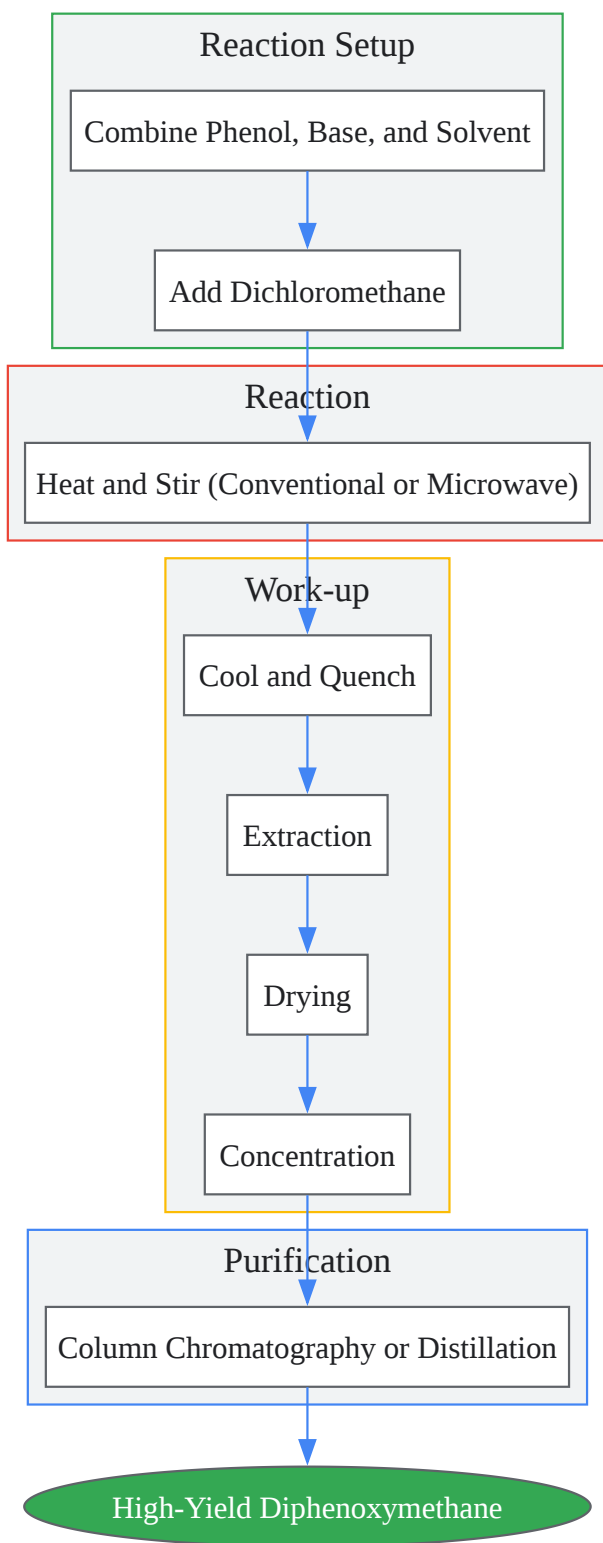 Reaction Setup
Combine Phenol, Base, and Solvent
Add Dichloromethane
Reaction
Heat and Stir (Conventional or Microwave)
Work-up
Cool and Quench
Extraction
Drying
Concentration
Purification
Column Chromatography or Distillation
High-Yield Diphenoxymethane